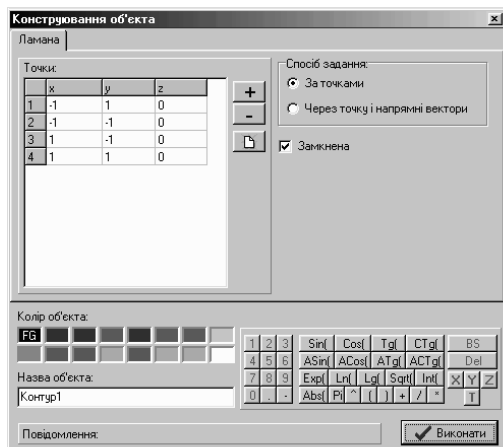 Конструювання об'єкта
Ламана
Точки:
x y z
1 -1 1 0
2 -1 -1 0
3 1 -1 0
4 1 1 0
+
-
Спосіб задання:
За точками
Через точку і напрямні вектори
Замкнена
Колір об'єкта:
FG
Назва об'єкта:
Контур1
1 2 3 Sin( Cos( Tg( CTg( BS
4 5 6 ASin( ACos( ATg( ACTg( Del
7 8 9 Exp( Ln( Lg( Sqrt( Int( X Y Z
0 . - Abs( Pi ^ ( ) + / * T
Повідомлення:
Виконати